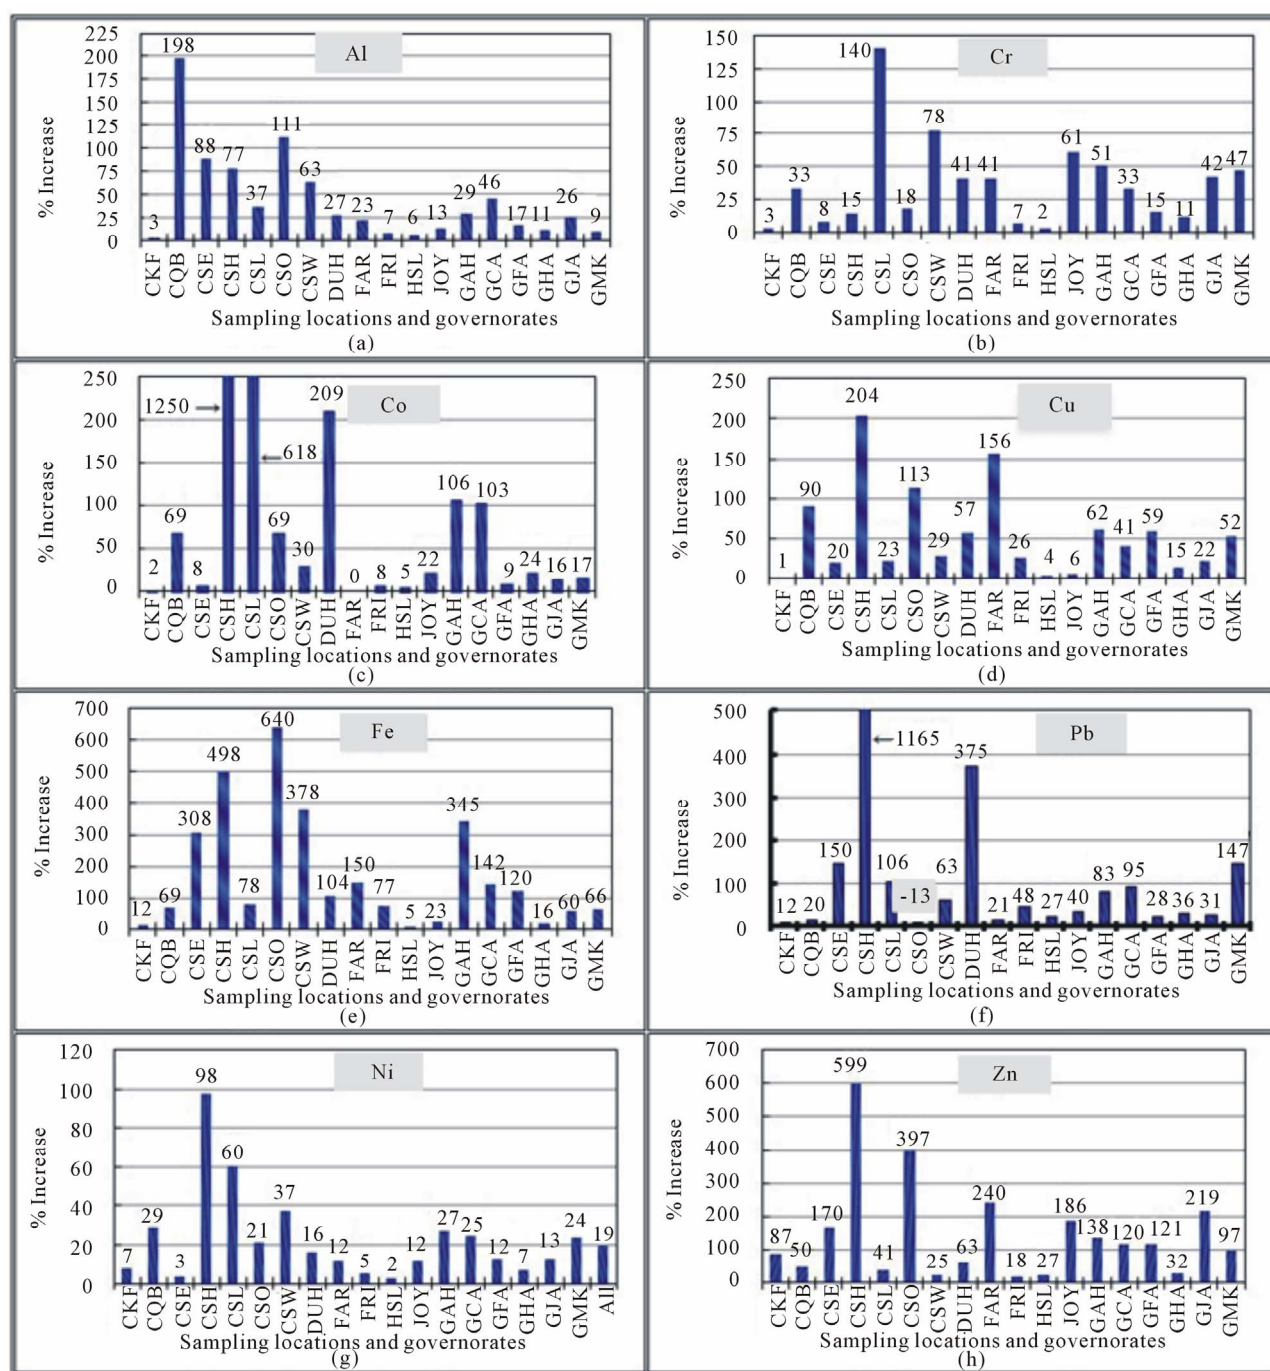 Al
% Increase
225
200
175
150
125
100
75
50
25
0
3 198 88 77 37 111 63 27 23 7 6 13 29 46 17 11 26 9
CKF CQB CSE CSH CSL CSO CSW DUH FAR FRI HSL JOY GAH GCA GFA GHA GJA GMK
Sampling locations and governorates
(a)
Cr
% Increase
150
125
100
75
50
25
0
3 33 8 15 140 18 78 41 41 7 2 61 51 33 15 11 42 47
CKF CQB CSE CSH CSL CSO CSW DUH FAR FRI HSL JOY GAH GCA GFA GHA GJA GMK
Sampling locations and governorates
(b)
Co
% Increase
250
200
150
100
50
0
2 69 8 1250 618 69 30 209 0 8 5 22 106 103 9 24 16 17
CKF CQB CSE CSH CSL CSO CSW DUH FAR FRI HSL JOY GAH GCA GFA GHA GJA GMK
Sampling locations and governorates
(c)
Cu
% Increase
250
200
150
100
50
0
1 90 20 204 23 113 29 57 156 26 4 6 62 41 59 15 22 52
CKF CQB CSE CSH CSL CSO CSW DUH FAR FRI HSL JOY GAH GCA GFA GHA GJA GMK
Sampling locations and governorates
(d)
Fe
% Increase
700
600
500
400
300
200
100
0
12 69 308 498 78 640 378 104 150 77 5 23 345 142 120 16 60 66
CKF CQB CSE CSH CSL CSO CSW DUH FAR FRI HSL JOY GAH GCA GFA GHA GJA GMK
Sampling locations and governorates
(e)
Pb
% Increase
500
400
300
200
100
0
12 20 150 1165 106 -13 63 375 21 48 27 40 83 95 28 36 31 147
CKF CQB CSE CSH CSL CSO CSW DUH FAR FRI HSL JOY GAH GCA GFA GHA GJA GMK
Sampling locations and governorates
(f)
Ni
% Increase
120
100
80
60
40
20
0
7 29 3 98 60 21 37 16 12 5 2 12 27 25 12 7 13 24 19
CKF CQB CSE CSH CSL CSO CSW DUH FAR FRI HSL JOY GAH GCA GFA GHA GJA GMK All
Sampling locations and governorates
(g)
Zn
% Increase
700
600
500
400
300
200
100
0
87 50 170 599 41 397 25 63 240 18 27 186 138 120 121 32 219 97
CKF CQB CSE CSH CSL CSO CSW DUH FAR FRI HSL JOY GAH GCA GFA GHA GJA GMK
Sampling locations and governorates
(h)